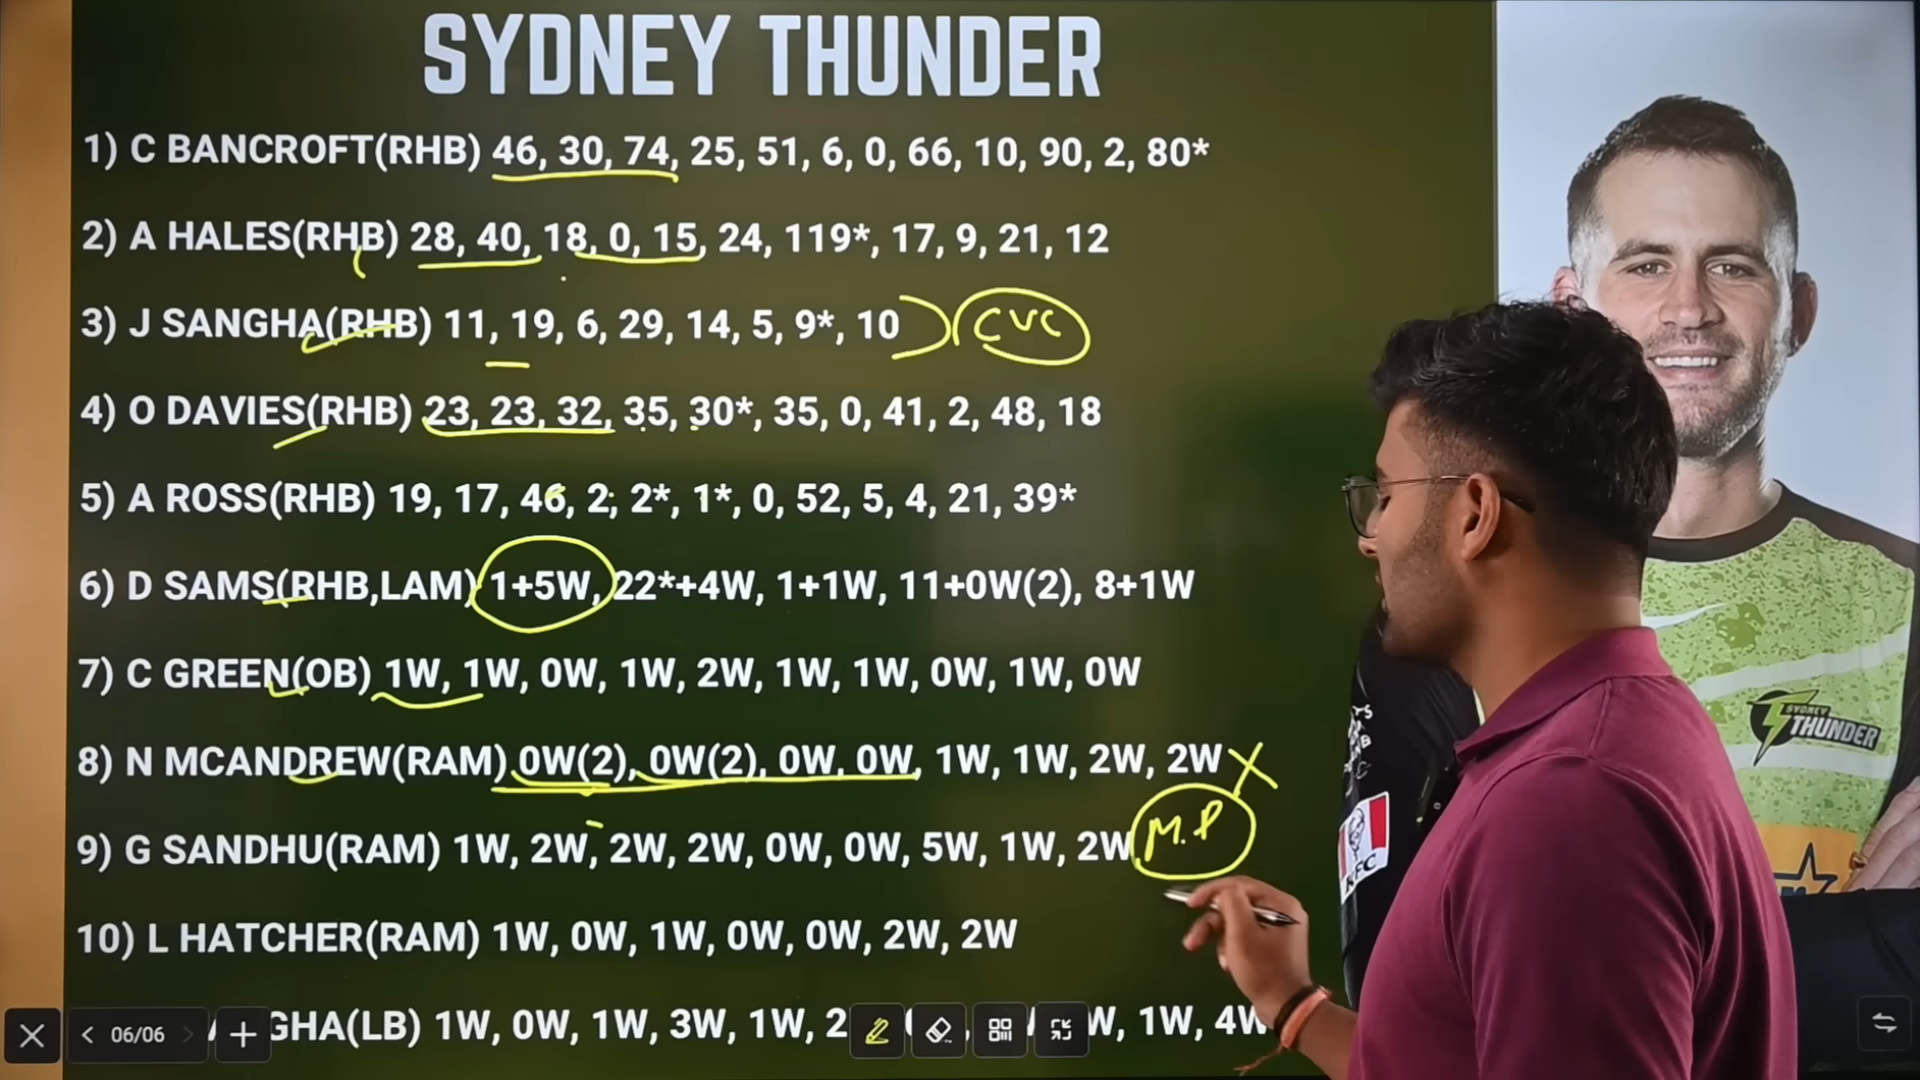 SYDNEY THUNDER
1) C BANCROFT(RHB) 46, 30, 74, 25, 51, 6, 0, 66, 10, 90, 2, 80*
2) A HALES(RHB) 28, 40, 18, 0, 15, 24, 119*, 17, 9, 21, 12
3) J SANGHA(RHB) 11, 19, 6, 29, 14, 5, 9*, 10 CVC
4) O DAVIES(RHB) 23, 23, 32, 35, 30*, 35, 0, 41, 2, 48, 18
5) A ROSS(RHB) 19, 17, 46, 2, 2*, 1*, 0, 52, 5, 4, 21, 39*
6) D SAMS(RHB,LAM) 1+5W, 22*+4W, 1+1W, 11+0W(2), 8+1W
7) C GREEN(OB) 1W, 1W, 0W, 1W, 2W, 1W, 1W, 0W, 1W, 0W
SYDNEY THUNDER
8) N MCANDREW(RAM) 0W(2), 0W(2), 0W, 0W, 1W, 1W, 2W, 2W X
9) G SANDHU(RAM) 1W, 2W, 2W, 2W, 0W, 0W, 5W, 1W, 2W M.P
KFC
10) L HATCHER(RAM) 1W, 0W, 1W, 0W, 0W, 2W, 2W
06/06 GHA(LB) 1W, 0W, 1W, 3W, 1W, 2 W, 1W, 4W